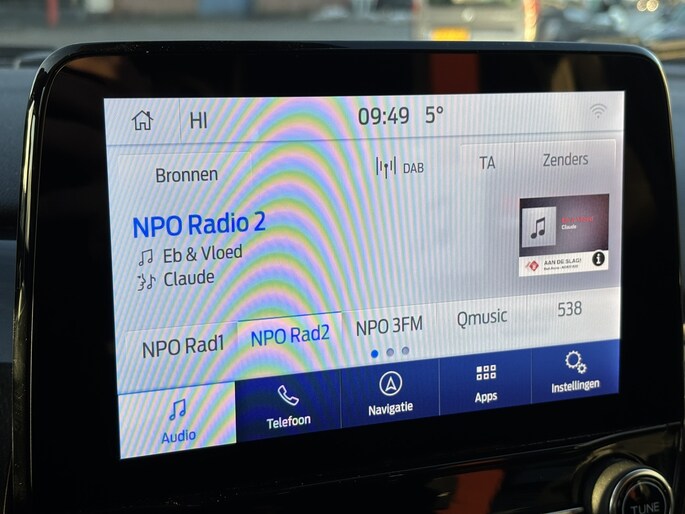 HI 09:49 5°
Bronnen DAB TA Zenders
NPO Radio 2
Eb & Vloed
Claude
Claude
AAN DE SLAG!
NPO Rad1 NPO Rad2 NPO 3FM Qmusic 538
Audio Telefoon Navigatie Apps Instellingen
TUNE